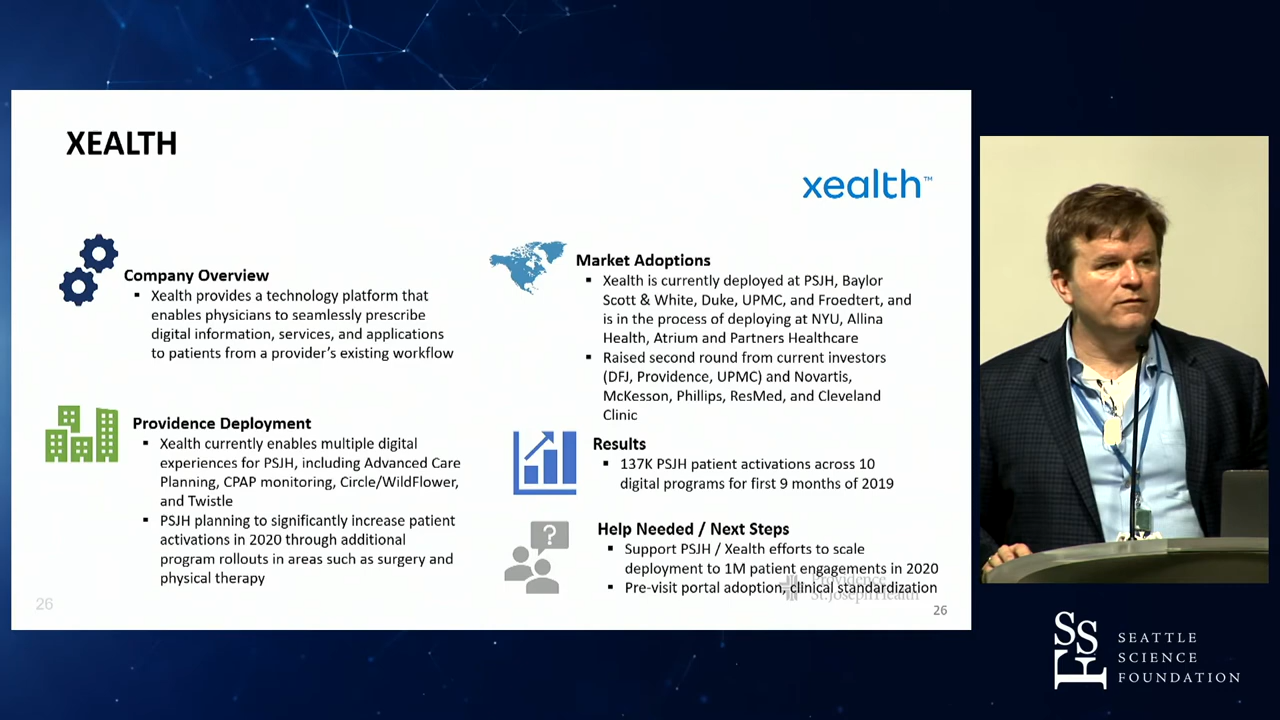 XEALTH
xealth™
Company Overview
▪ Xealth provides a technology platform that
enables physicians to seamlessly prescribe
digital information, services, and applications
to patients from a provider's existing workflow
Providence Deployment
▪ Xealth currently enables multiple digital
experiences for PSJH, including Advanced Care
Planning, CPAP monitoring, Circle/WildFlower,
and Twistle
▪ PSJH planning to significantly increase patient
activations in 2020 through additional
program rollouts in areas such as surgery and
physical therapy
Market Adoptions
▪ Xealth is currently deployed at PSJH, Baylor
Scott & White, Duke, UPMC, and Froedtert, and
is in the process of deploying at NYU, Allina
Health, Atrium and Partners Healthcare
▪ Raised second round from current investors
(DFJ, Providence, UPMC) and Novartis,
McKesson, Phillips, ResMed, and Cleveland
Clinic
Results
▪ 137K PSJH patient activations across 10
digital programs for first 9 months of 2019
?
Help Needed / Next Steps
▪ Support PSJH / Xealth efforts to scale
deployment to 1M patient engagements in 2020
▪ Pre-visit portal adoption, clinical standardization
Providence
St. Joseph Health
26
26
SSF
SEATTLE
SCIENCE
FOUNDATION